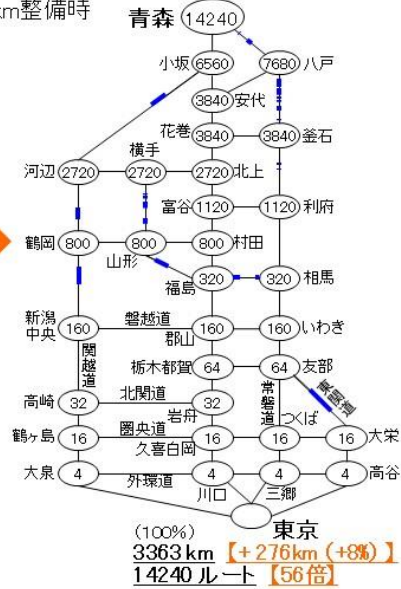 km整備時
青森 14240
小坂 6560 7680 八戸
3840 安代
花巻 3840 3840 釜石
横手
河辺 2720 2720 2720 北上
富谷 1120 1120 利府
鶴岡 800 800 800 村田
山形
福島 320 320 相馬
新潟中央 160 磐越道 160 160 いわき
郡山
関越道
栃木都賀 64 64 友部
東関道
常磐道
高崎 32 北関道 32
岩舟
つくば
鶴ヶ島 16 圏央道 16 16 16 大栄
久喜白岡
大泉 4 外環道 4 4 4 高谷
川口 三郷
東京
(100%)
3363 km 【+276km (+8%) 】
14240 ルート 【56倍】